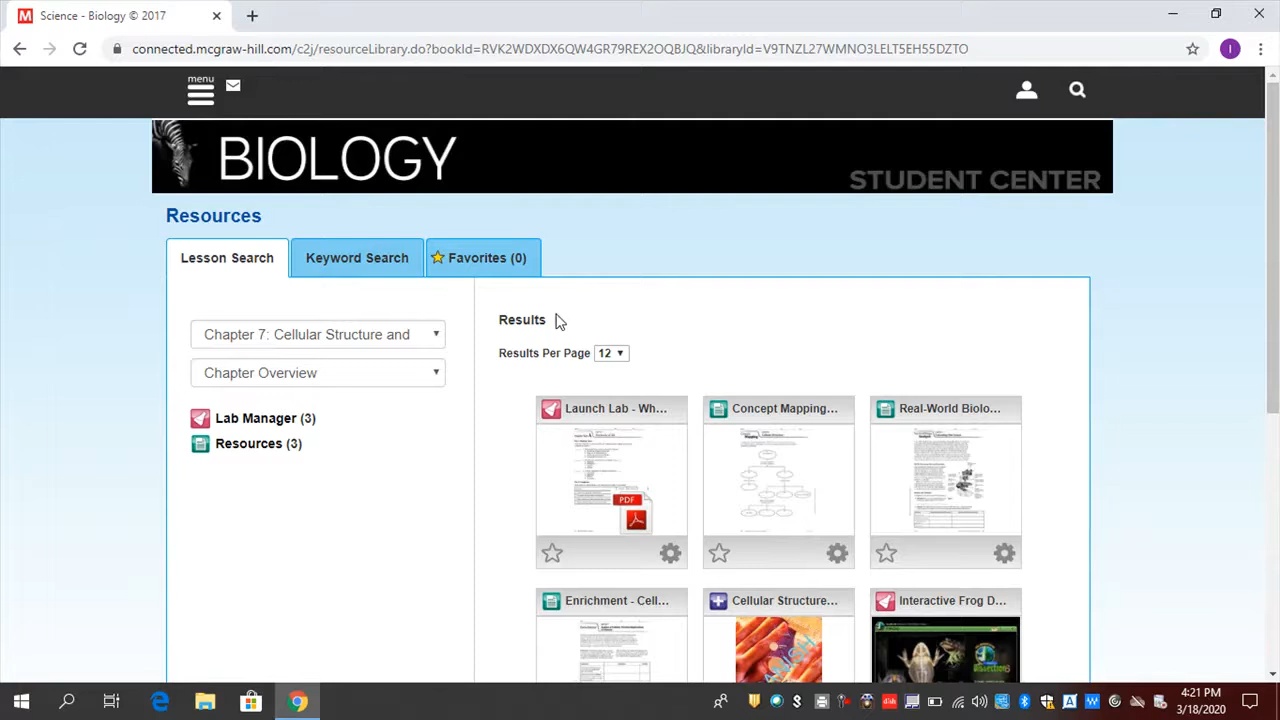 Science - Biology © 2017
connected.mcgraw-hill.com/c2j/resourceLibrary.do?bookId=RVK2WDXDX6QW4GR79REX2OQBJQ&libraryId=V9TNZL27WMNO3LELT5EH55DZTO
I
menu
BIOLOGY
STUDENT CENTER
Resources
Lesson Search
Keyword Search
Favorites (0)
Chapter 7: Cellular Structure and
Chapter Overview
Lab Manager (3)
Resources (3)
Results
Results Per Page 12
Launch Lab - Wh...
Concept Mapping...
Real-World Biolo...
PDF
Enrichment - Cell...
Cellular Structure...
Interactive Frog D...
4:21 PM
3/18/2020